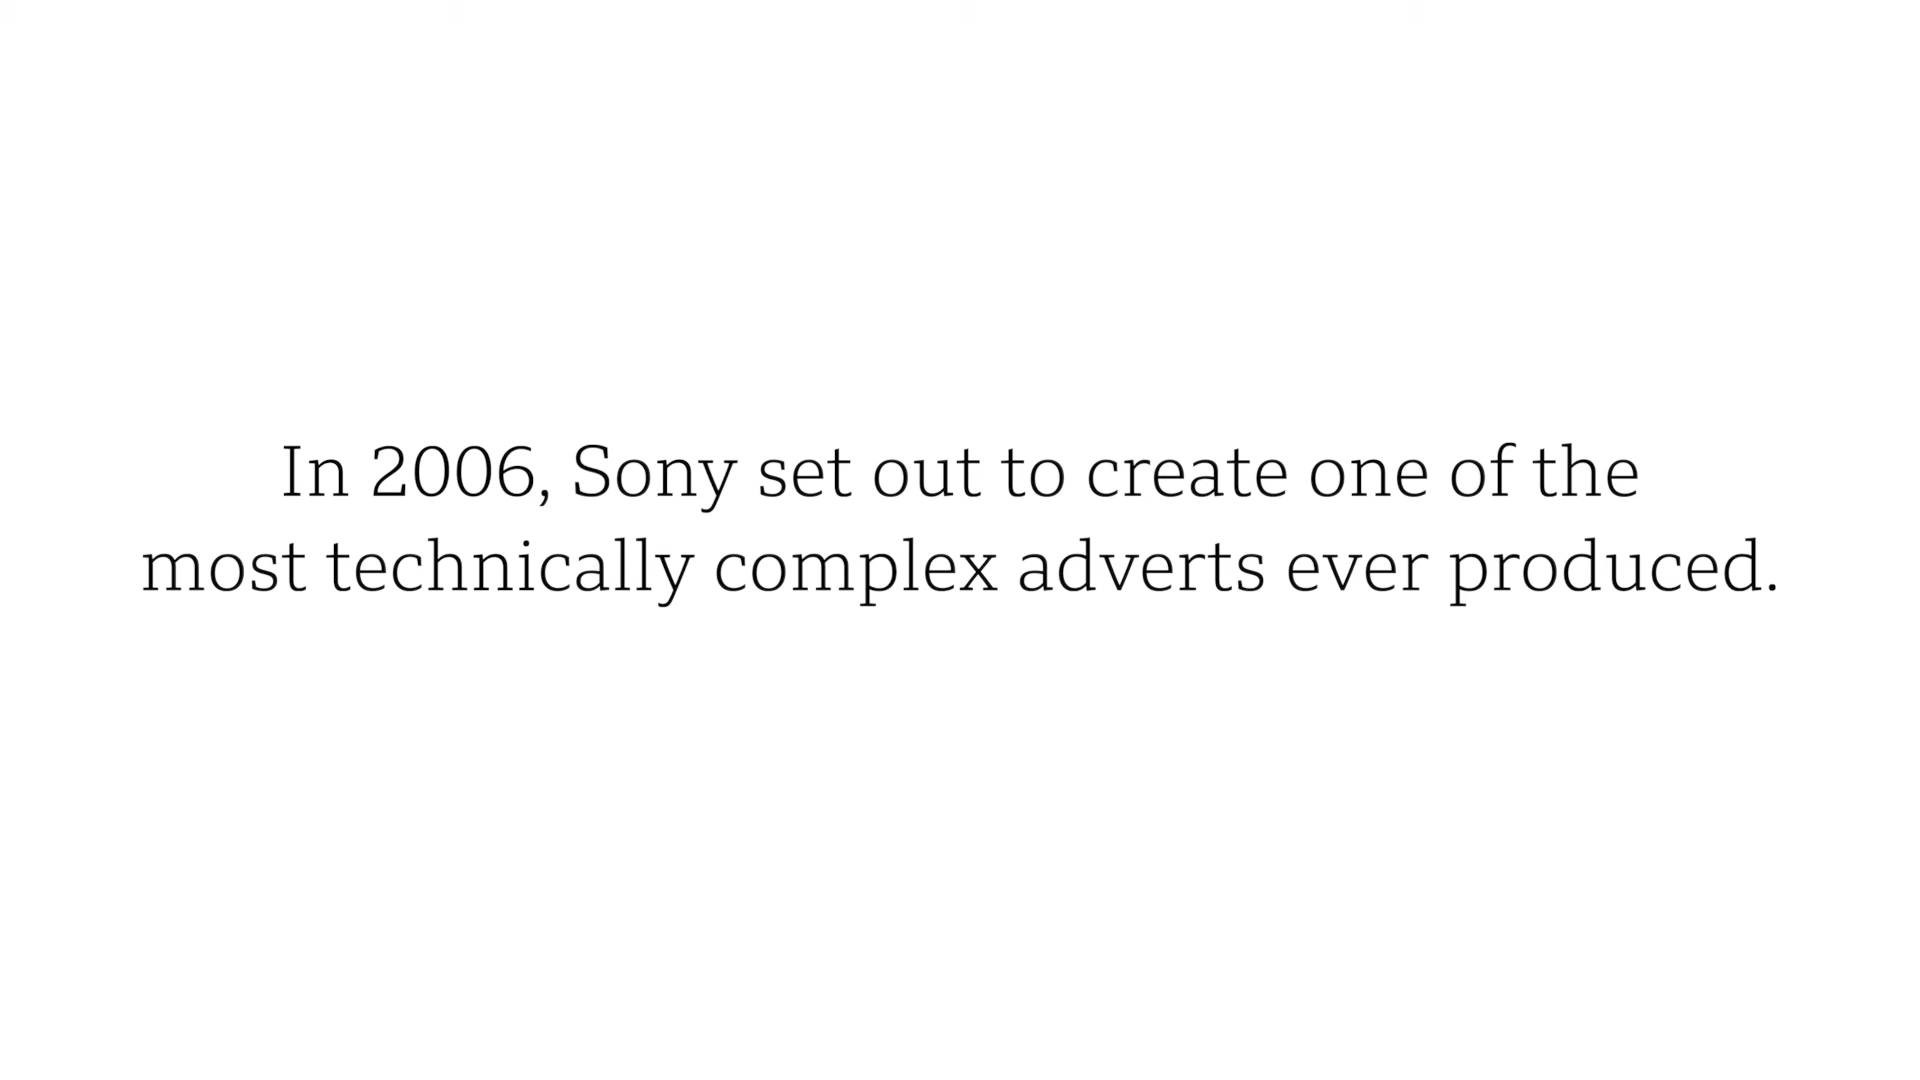 In 2006, Sony set out to create one of the
most technically complex adverts ever produced.